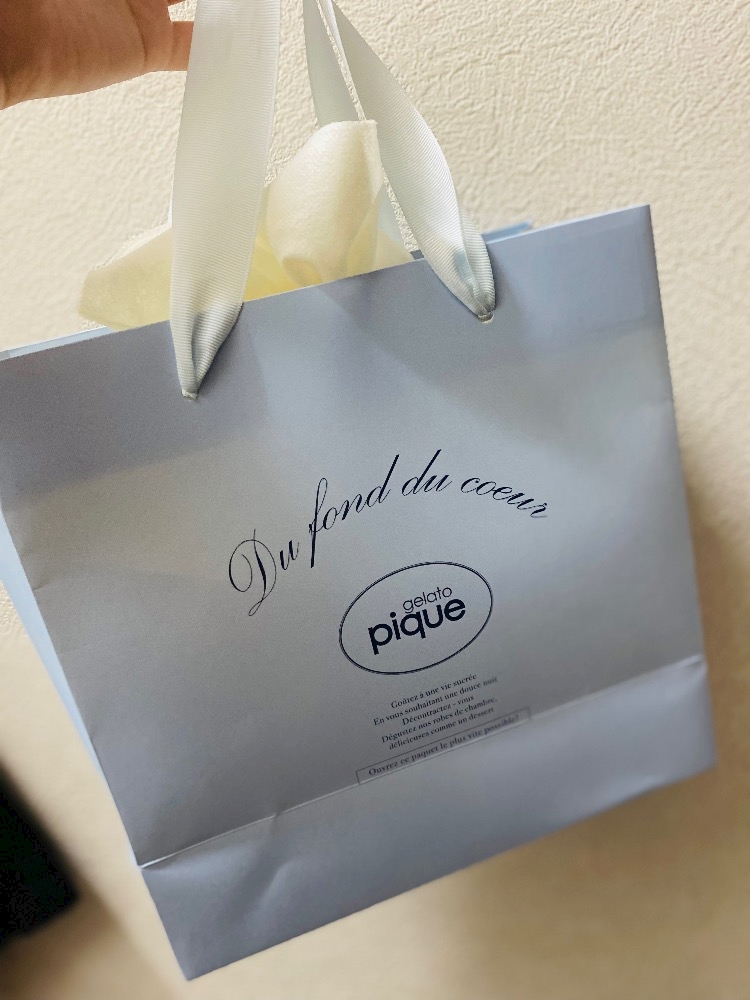 Du fond du coeur
gelato
pique
Goûtez à une vie sucrée
En vous souhaitant une douce nuit
Décontractez - vous
Dégustez nos robes de chambre,
délicieuses comme un dessert
Ouvrez ce paquet le plus vite possible!